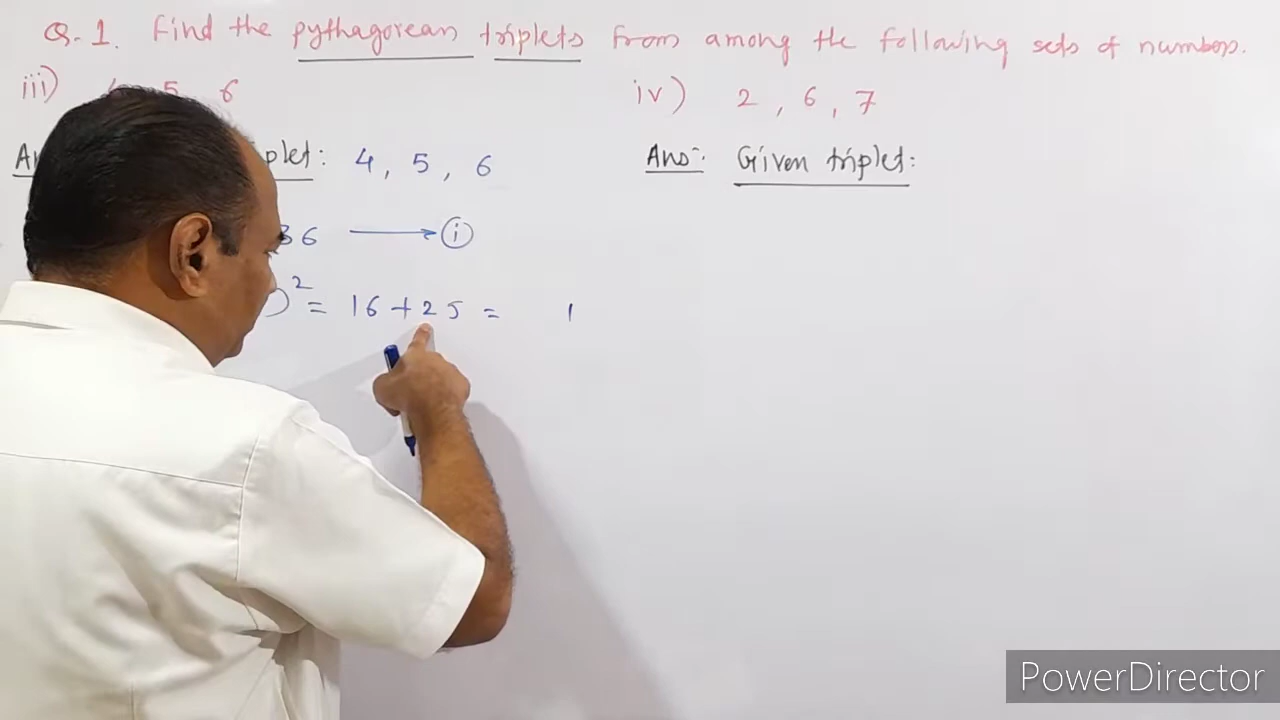 Q. 1. Find the pythagorean triplets from among the following sets of numbers.
iii) 5 6
iv) 2 , 6 , 7
plet: 4 , 5 , 6
Ans: Given triplet:
36 ⟶ (i)
)² = 16 + 25 = 1
PowerDirector